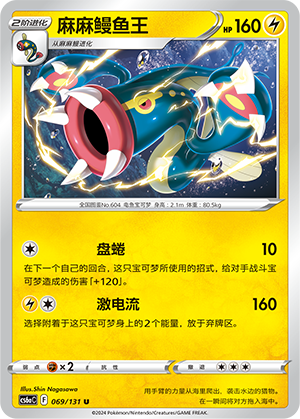 2阶进化
麻麻鳗鱼王
HP 160
从麻麻鳗进化
全国图鉴No.604 电鱼宝可梦 身高：2.1m 体重：80.5kg
盘蜷 10
在下一个自己的回合，这只宝可梦所使用的招式，给对手战斗宝
可梦造成的伤害「+120」。
激电流 160
选择附着于这只宝可梦身上的2个能量，放于弃牌区。
弱点 ×2 抗性 撤退
Illus.Shin Nagasawa
CS6aC F 069/131 U
用手臂的力量从海里爬出，袭击水边的猎物。
在一瞬间将对方拖入海中。
©2024 Pokémon/Nintendo/Creatures/GAME FREAK.